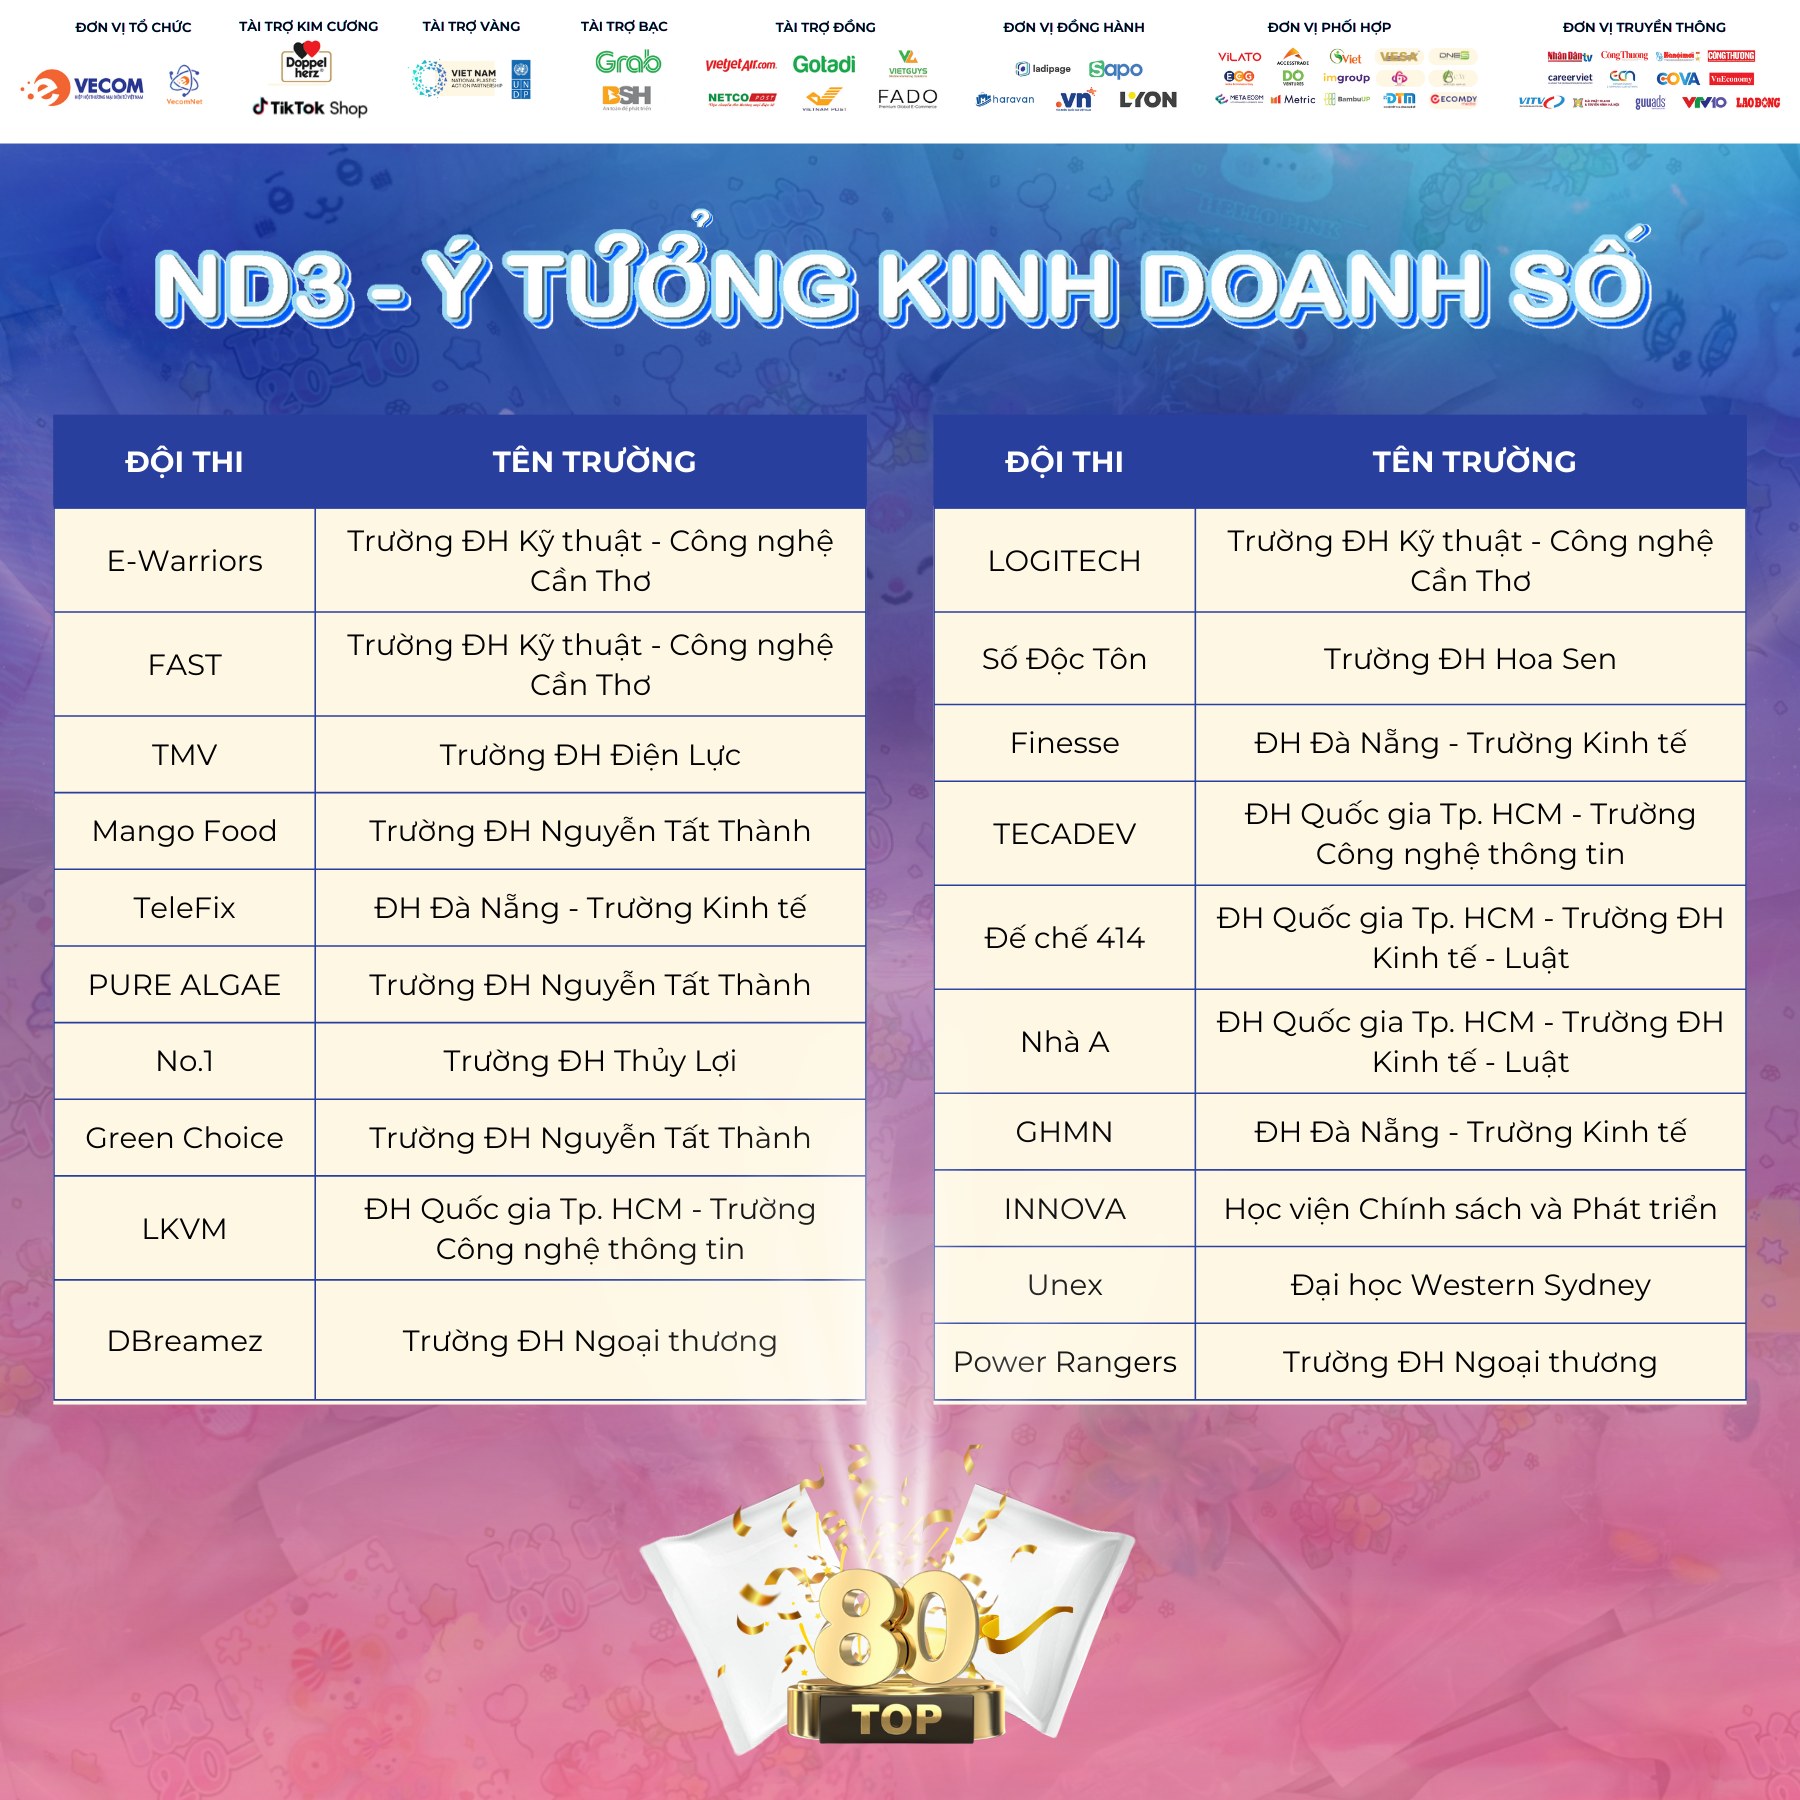 ĐƠN VỊ TỔ CHỨC
TÀI TRỢ KIM CƯƠNG
TÀI TRỢ VÀNG
TÀI TRỢ BẠC
TÀI TRỢ ĐỒNG
ĐƠN VỊ ĐỒNG HÀNH
ĐƠN VỊ PHỐI HỢP
ĐƠN VỊ TRUYỀN THÔNG
VECOM
VecomNet
Doppel herz
TikTok Shop
VIET NAM
NATIONAL PLASTIC
ACTION PARTNERSHIP
UNDP
Grab
BSH
vietjetAir.com
Gotadi
VIETGUYS
NETCO POST
FADO
ladipage
Sapo
haravan
.vn
LYON
ViLATO
ACCESSTRADE
Viet
VESA
ECG
DO VENTURES
imgroup
METAECOM
Metric
BambuUP
DTM
ECOMDY
Nhân Dân tv
Công Thương
CÔNG THƯƠNG
careerviet
COVA
VnEconomy
VITV
guuads
VTV10
LAO ĐỘNG
ND3 - Ý TƯỞNG KINH DOANH SỐ
ĐỘI THI
TÊN TRƯỜNG
E-Warriors
Trường ĐH Kỹ thuật - Công nghệ
Cần Thơ
FAST
Trường ĐH Kỹ thuật - Công nghệ
Cần Thơ
TMV
Trường ĐH Điện Lực
Mango Food
Trường ĐH Nguyễn Tất Thành
TeleFix
ĐH Đà Nẵng - Trường Kinh tế
PURE ALGAE
Trường ĐH Nguyễn Tất Thành
No.1
Trường ĐH Thủy Lợi
Green Choice
Trường ĐH Nguyễn Tất Thành
LKVM
ĐH Quốc gia Tp. HCM - Trường
Công nghệ thông tin
DBreamez
Trường ĐH Ngoại thương
ĐỘI THI
TÊN TRƯỜNG
LOGITECH
Trường ĐH Kỹ thuật - Công nghệ
Cần Thơ
Số Độc Tôn
Trường ĐH Hoa Sen
Finesse
ĐH Đà Nẵng - Trường Kinh tế
TECADEV
ĐH Quốc gia Tp. HCM - Trường
Công nghệ thông tin
Đế chế 414
ĐH Quốc gia Tp. HCM - Trường ĐH
Kinh tế - Luật
Nhà A
ĐH Quốc gia Tp. HCM - Trường ĐH
Kinh tế - Luật
GHMN
ĐH Đà Nẵng - Trường Kinh tế
INNOVA
Học viện Chính sách và Phát triển
Unex
Đại học Western Sydney
Power Rangers
Trường ĐH Ngoại thương
80
TOP